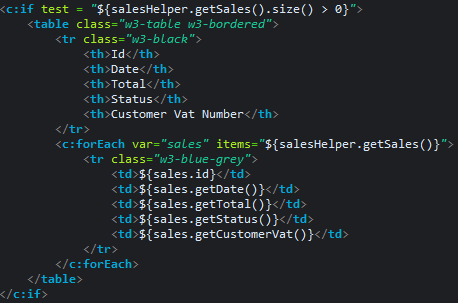 <c:if test = "${salesHelper.getSales().size() > 0}">
    <table class="w3-table w3-bordered">
        <tr class="w3-black">
            <th>Id</th>
            <th>Date</th>
            <th>Total</th>
            <th>Status</th>
            <th>Customer Vat Number</th>
        </tr>
        <c:forEach var="sales" items="${salesHelper.getSales()}">
            <tr class="w3-blue-grey">
                <td>${sales.id}</td>
                <td>${sales.getDate()}</td>
                <td>${sales.getTotal()}</td>
                <td>${sales.getStatus()}</td>
                <td>${sales.getCustomerVat()}</td>
            </tr>
        </c:forEach>
    </table>
</c:if>